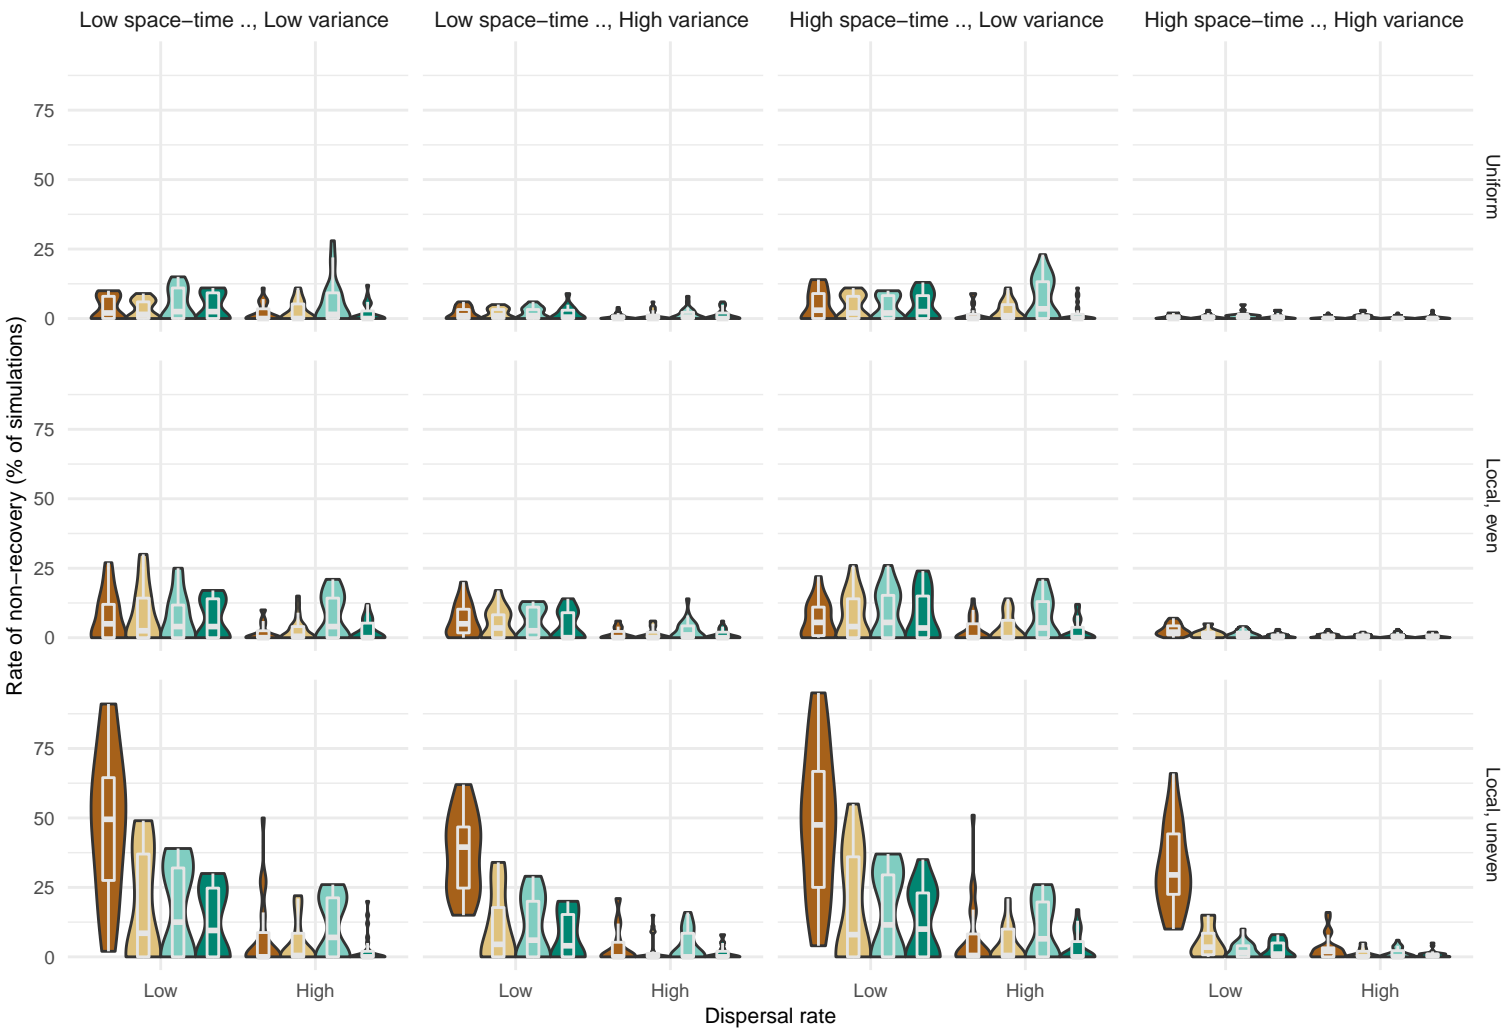 Low space−time .., Low variance
Low space−time .., High variance
High space−time .., Low variance
High space−time .., High variance
Rate of non−recovery (% of simulations)
75
50
25
0
Uniform
75
50
25
0
Local, even
75
50
25
0
Local, uneven
Low
High
Low
High
Low
High
Low
High
Dispersal rate